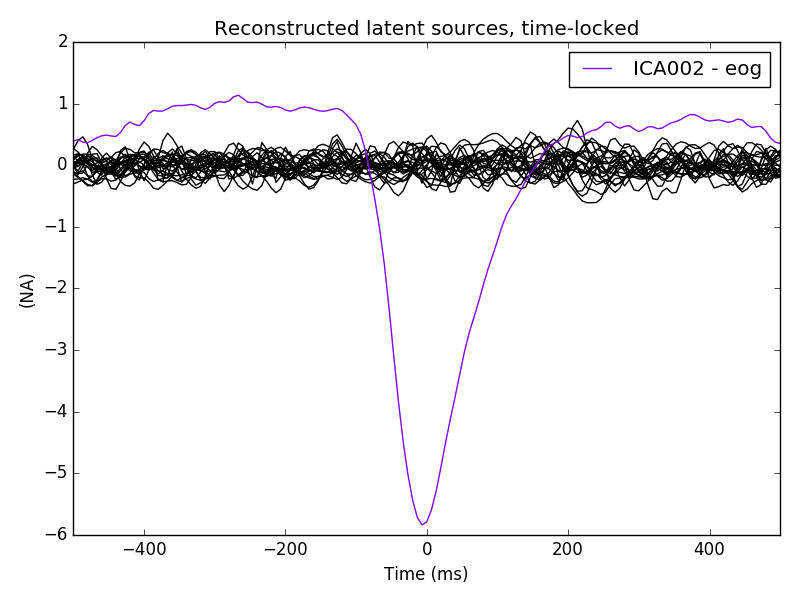 Reconstructed latent sources, time-locked
ICA002 - eog
2
1
0
−1
−2
−3
−4
−5
−6
(NA)
−400 −200 0 200 400
Time (ms)